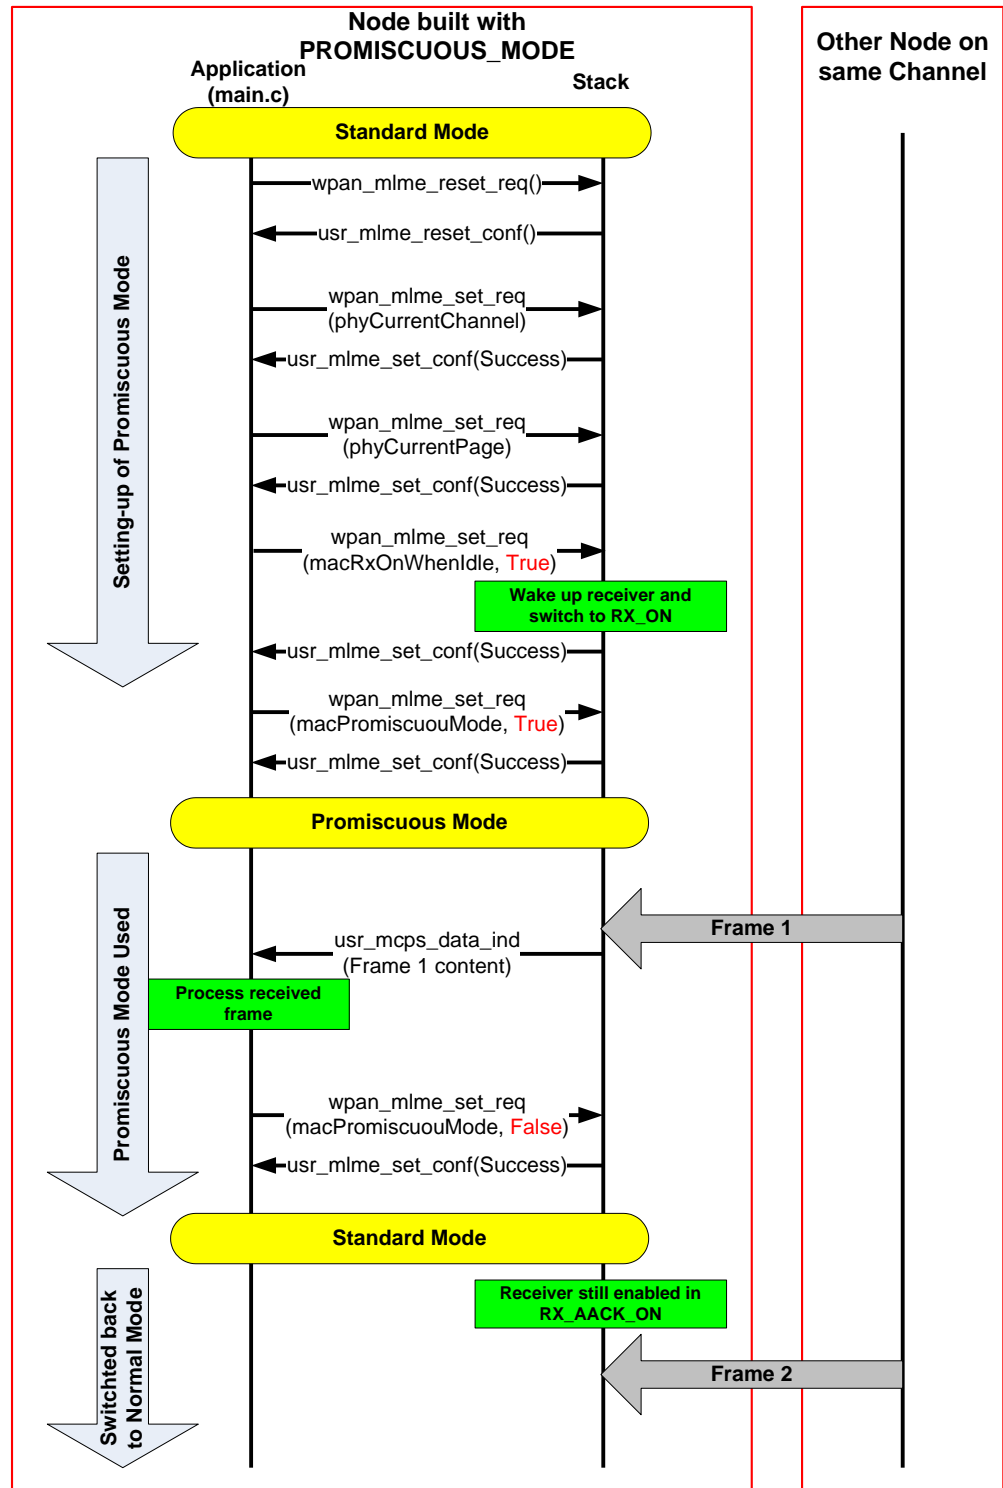 Node built with
PROMISCUOUS_MODE
Other Node on
same Channel
Application
(main.c)
Stack
Standard Mode
Setting-up of Promiscuous Mode
wpan_mlme_reset_req()
usr_mlme_reset_conf()
wpan_mlme_set_req
(phyCurrentChannel)
usr_mlme_set_conf(Success)
wpan_mlme_set_req
(phyCurrentPage)
usr_mlme_set_conf(Success)
wpan_mlme_set_req
(macRxOnWhenIdle, True)
Wake up receiver and
switch to RX_ON
usr_mlme_set_conf(Success)
wpan_mlme_set_req
(macPromiscuouMode, True)
usr_mlme_set_conf(Success)
Promiscuous Mode
Promiscuous Mode Used
Frame 1
usr_mcps_data_ind
(Frame 1 content)
Process received
frame
wpan_mlme_set_req
(macPromiscuouMode, False)
usr_mlme_set_conf(Success)
Standard Mode
Switchted back
to Normal Mode
Receiver still enabled in
RX_AACK_ON
Frame 2